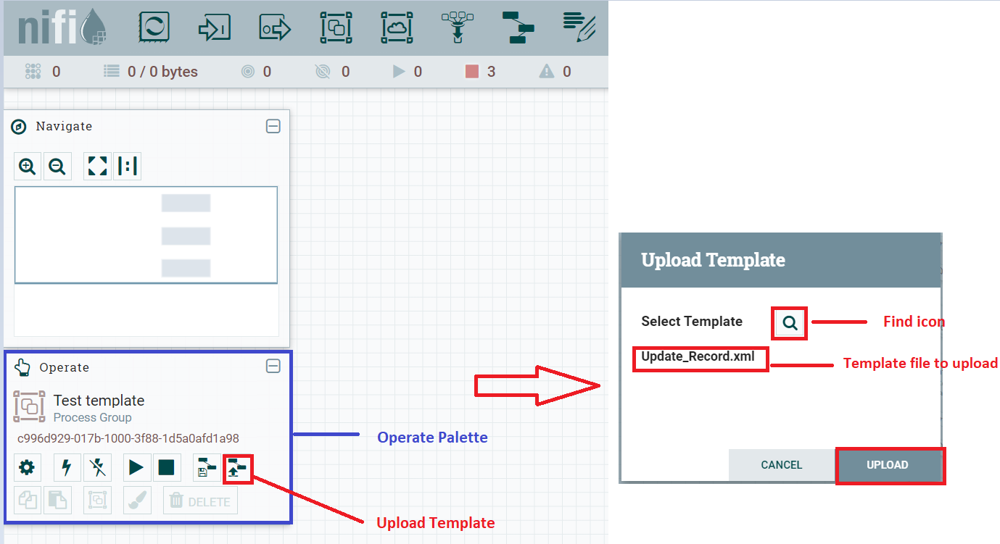 nifi
0
0 / 0 bytes
0
0
0
3
0
Navigate
Operate
Test template
Process Group
c996d929-017b-1000-3f88-1d5a0afd1a98
DELETE
Operate Palette
Upload Template
Upload Template
Select Template
Find icon
Update_Record.xml
Template file to upload
CANCEL
UPLOAD